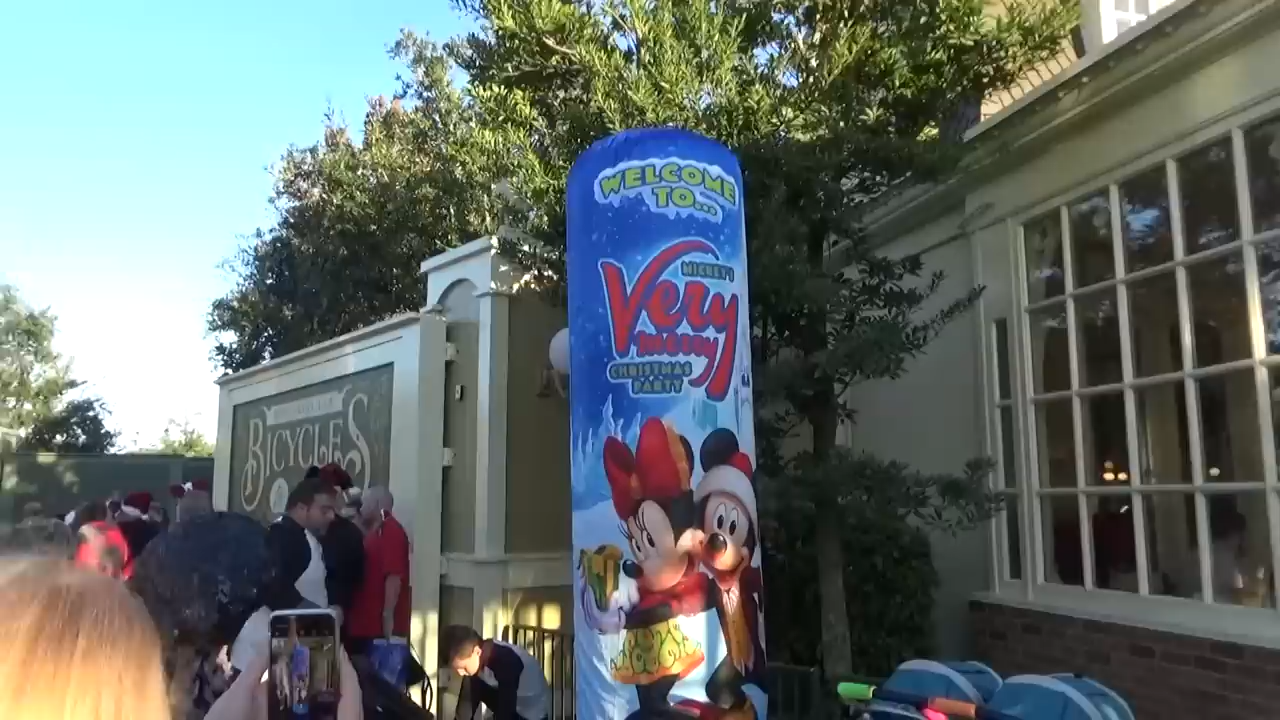 WELCOME
TO...
MICKEY'S
Very
merry
CHRISTMAS
PARTY
BICYCLES